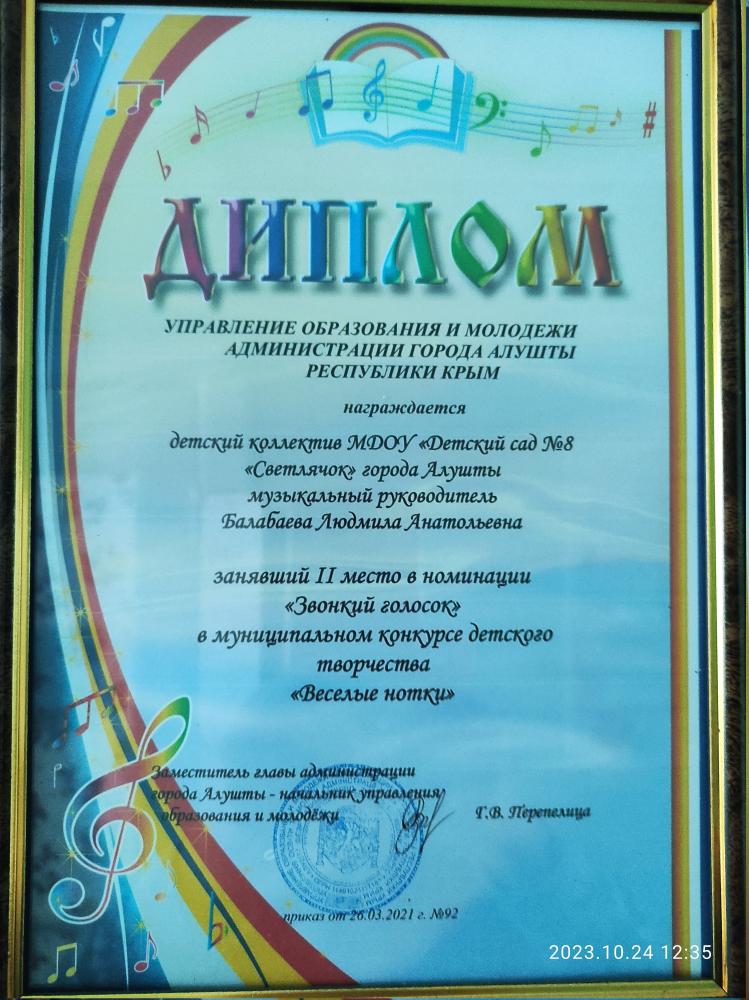 ДИПЛОМ
УПРАВЛЕНИЕ ОБРАЗОВАНИЯ И МОЛОДЕЖИ
АДМИНИСТРАЦИИ ГОРОДА АЛУШТЫ
РЕСПУБЛИКИ КРЫМ
награждается
детский коллектив МДОУ «Детский сад №8
«Светлячок» города Алушты
музыкальный руководитель
Балабаева Людмила Анатольевна
занявший II место в номинации
«Звонкий голосок»
в муниципальном конкурсе детского
творчества
«Веселые нотки»
Заместитель главы администрации
города Алушты - начальник управления
образования и молодёжи
Г.В. Перепелица
приказ от 26.03.2021 г. №92
2023.10.24 12:35